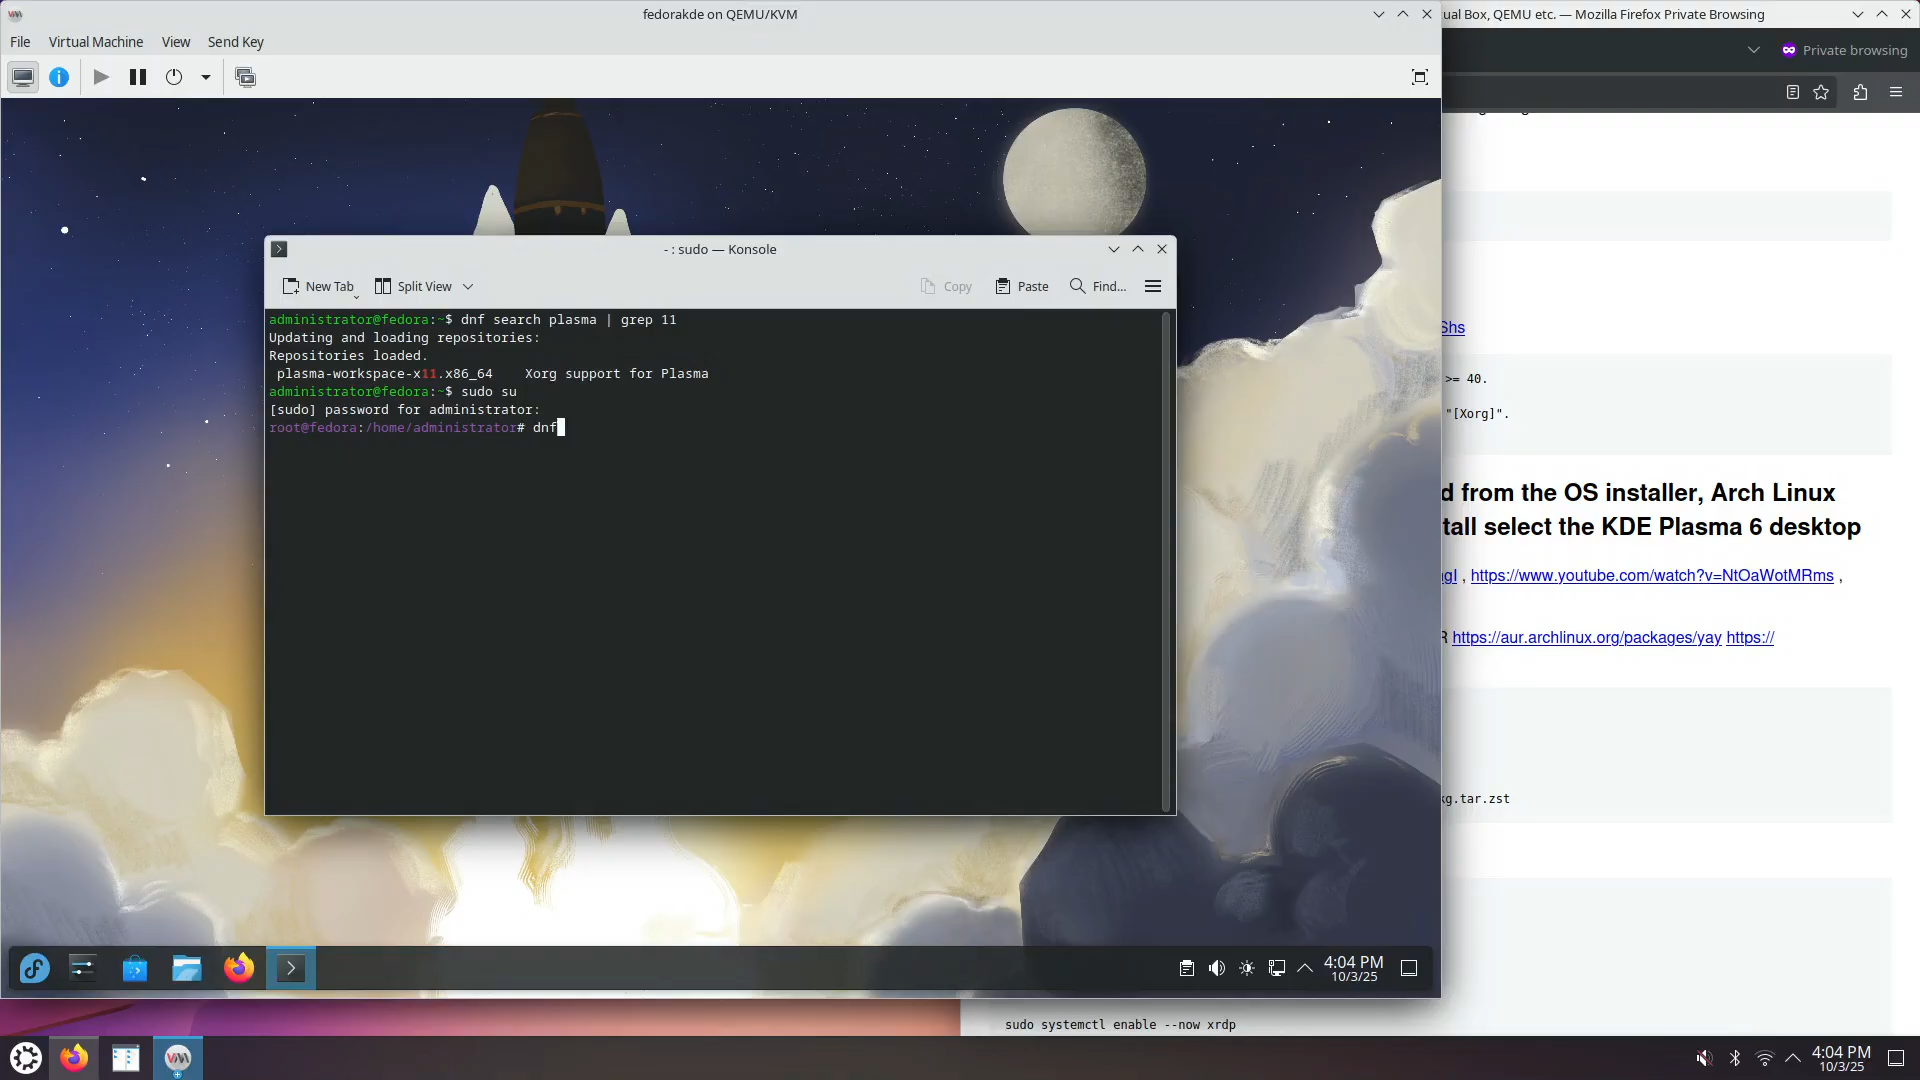 fedorakde on QEMU/KVM
ual Box, QEMU etc. — Mozilla Firefox Private Browsing
File Virtual Machine View Send Key
Private browsing
- : sudo — Konsole
New Tab Split View Copy Paste Find...
administrator@fedora:~$ dnf search plasma | grep 11
Updating and loading repositories:
Repositories loaded.
plasma-workspace-x11.x86_64 Xorg support for Plasma
administrator@fedora:~$ sudo su
[sudo] password for administrator:
root@fedora:/home/administrator# dnf
Shs
>= 40.
"[Xorg]".
d from the OS installer, Arch Linux
tall select the KDE Plasma 6 desktop
ngI , https://www.youtube.com/watch?v=NtOaWotMRms ,
R https://aur.archlinux.org/packages/yay https://
kg.tar.zst
4:04 PM
10/3/25
sudo systemctl enable --now xrdp
4:04 PM
10/3/25